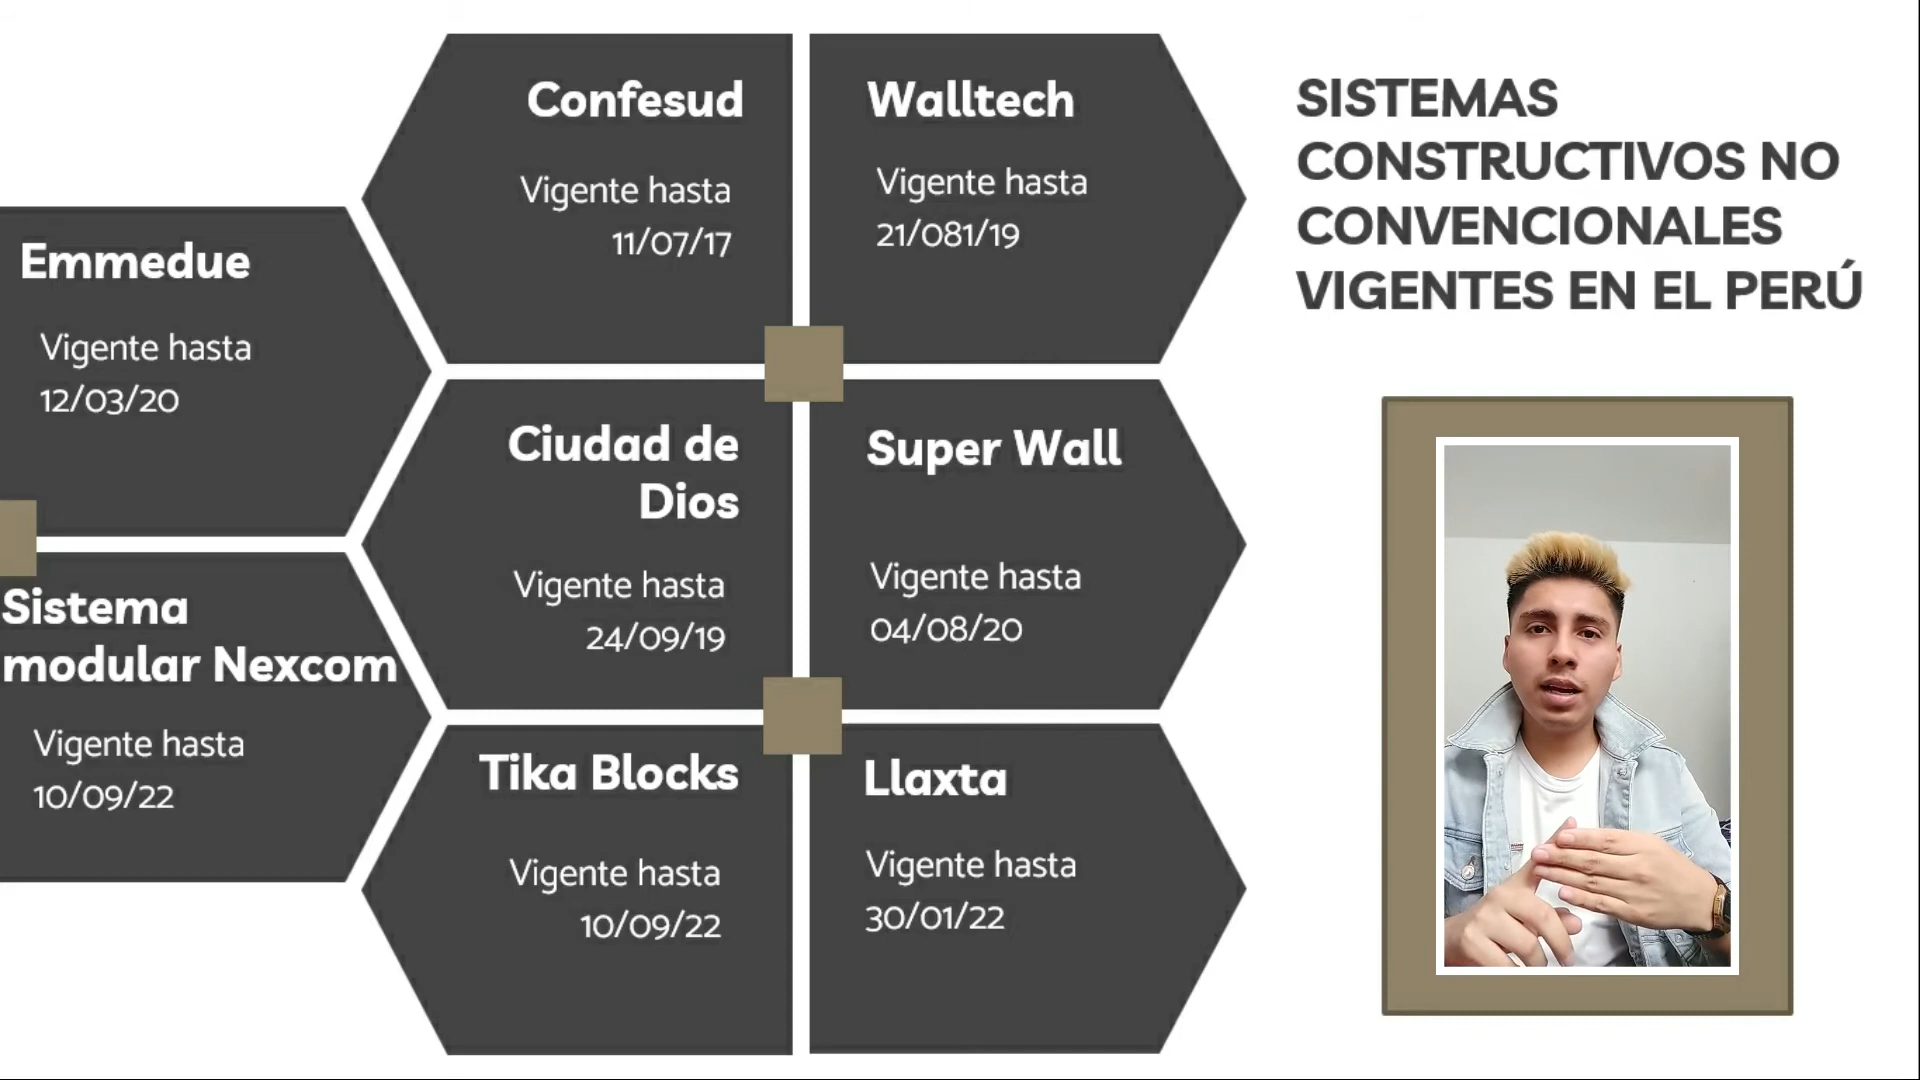 SISTEMAS
CONSTRUCTIVOS NO
CONVENCIONALES
VIGENTES EN EL PERÚ
Emmedue
Vigente hasta
12/03/20
Sistema
modular Nexcom
Vigente hasta
10/09/22
Confesud
Vigente hasta
11/07/17
Walltech
Vigente hasta
21/081/19
Ciudad de
Dios
Vigente hasta
24/09/19
Super Wall
Vigente hasta
04/08/20
Tika Blocks
Vigente hasta
10/09/22
Llaxta
Vigente hasta
30/01/22